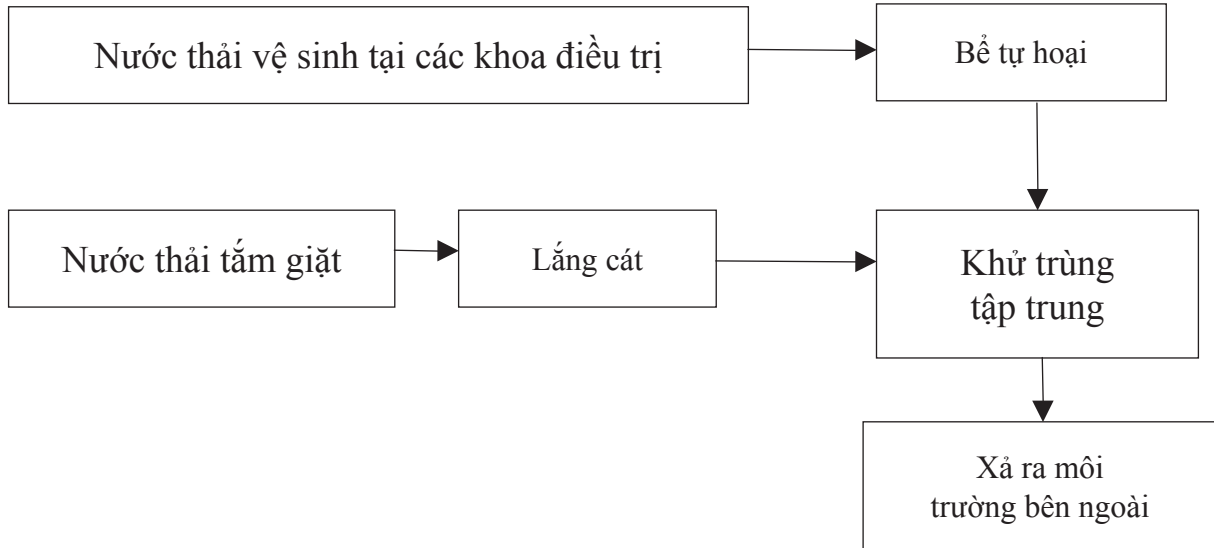 Nước thải vệ sinh tại các khoa điều trị
Bể tự hoại
Nước thải tắm giặt
Lắng cát
Khử trùng
tập trung
Xả ra môi
trường bên ngoài